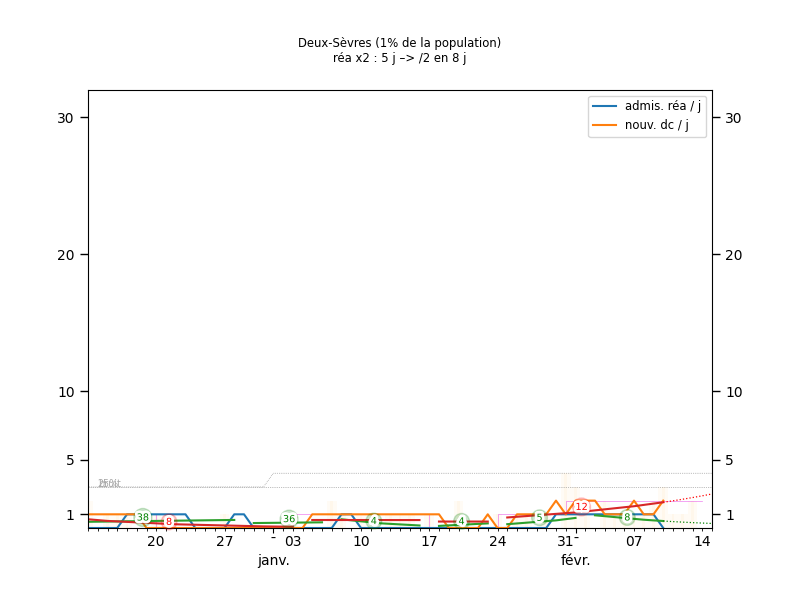 Deux-Sèvres (1% de la population)
réa x2 : 5 j –> /2 en 8 j
admis. réa / j
nouv. dc / j
30 30
20 20
10 10
5 5
1 1
38 8 36 4 4 5 12 8
20 27 - 03 10 17 24 31 - 07 14
janv. févr.